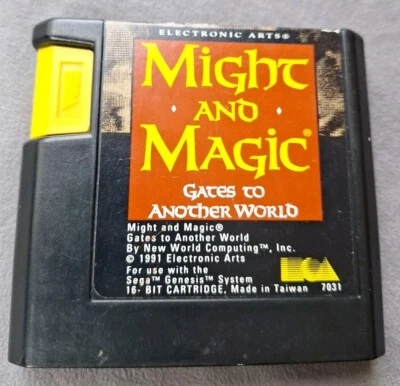 ELECTRONIC ARTS®
Might
AND
Magic®
Gates to
Another World
Might and Magic®
Gates to Another World
By New World Computing™, Inc.
© 1991 Electronic Arts
For use with the
Sega™ Genesis™ System
16- BIT CARTRIDGE, Made in Taiwan 7031
EA